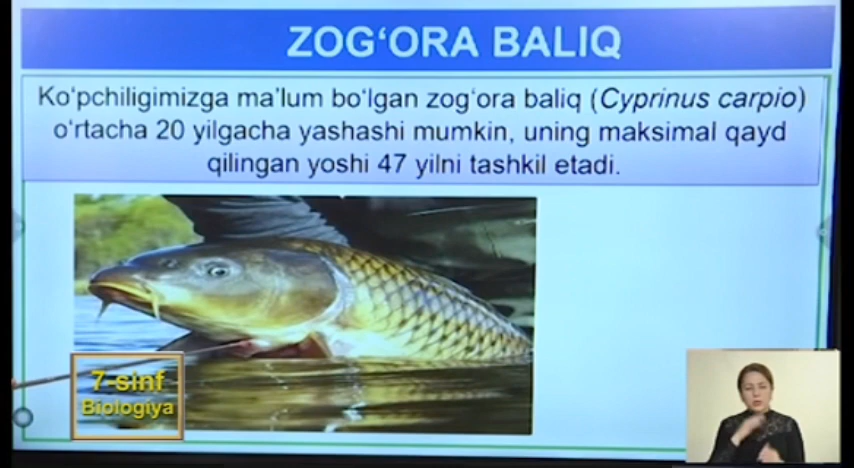 ZOG‘ORA BALIQ
Ko‘pchiligimizga ma’lum bo‘lgan zog‘ora baliq (Cyprinus carpio)
o‘rtacha 20 yilgacha yashashi mumkin, uning maksimal qayd
qilingan yoshi 47 yilni tashkil etadi.
7-sinf
Biologiya